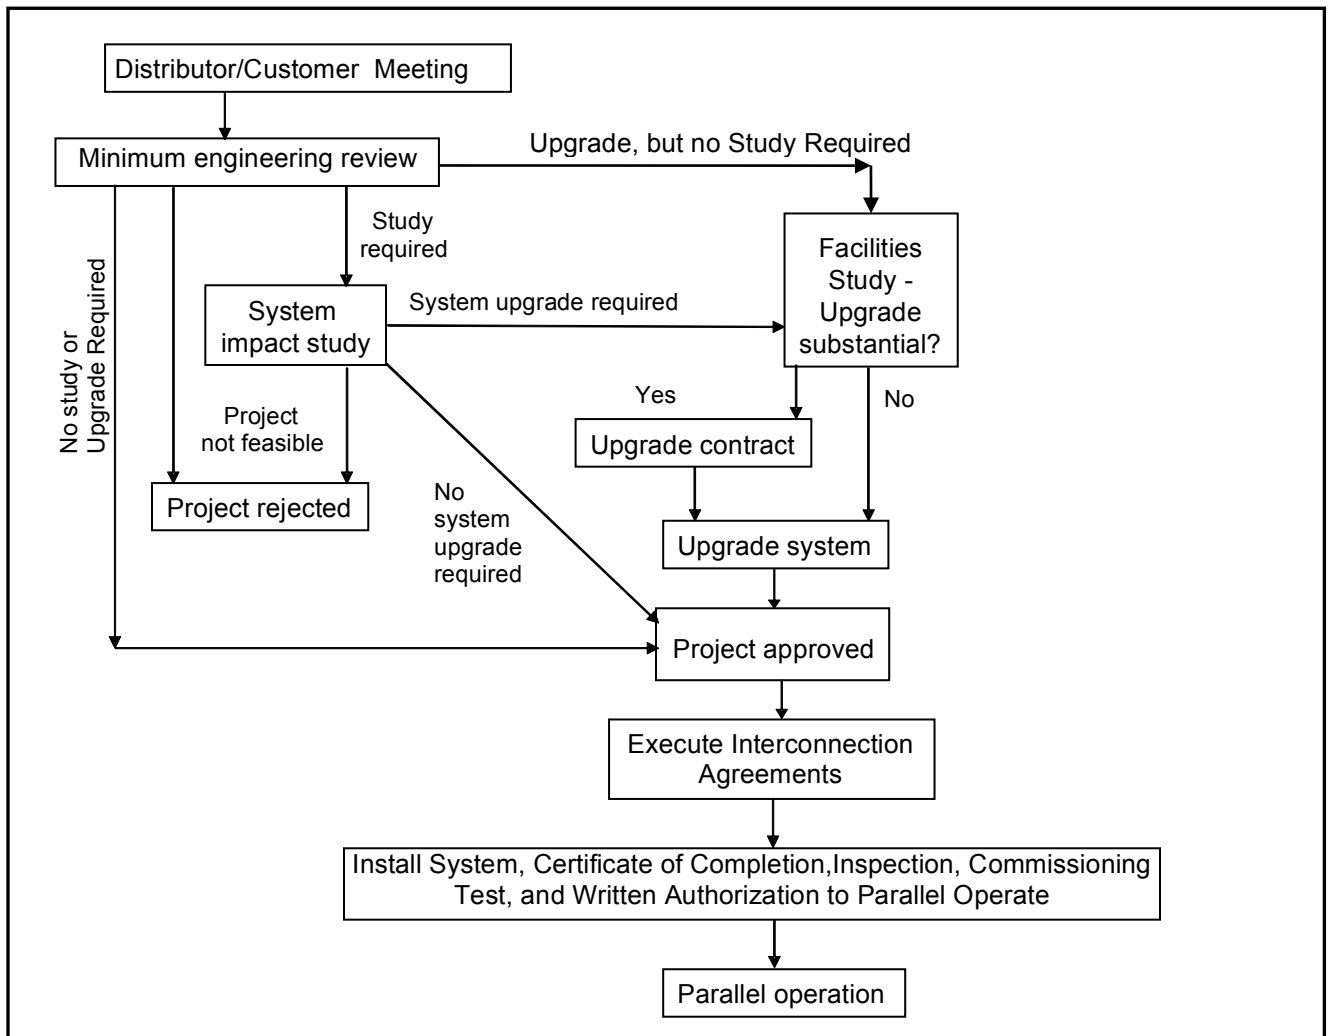 Distributor/Customer Meeting
Minimum engineering review
Upgrade, but no Study Required
Study
required
Facilities
Study -
Upgrade
substantial?
No study or
Upgrade Required
System
impact study
System upgrade required
Yes
No
Project
not feasible
Upgrade contract
Project rejected
No
system
upgrade
required
Upgrade system
Project approved
Execute Interconnection
Agreements
Install System, Certificate of Completion,Inspection, Commissioning
Test, and Written Authorization to Parallel Operate
Parallel operation